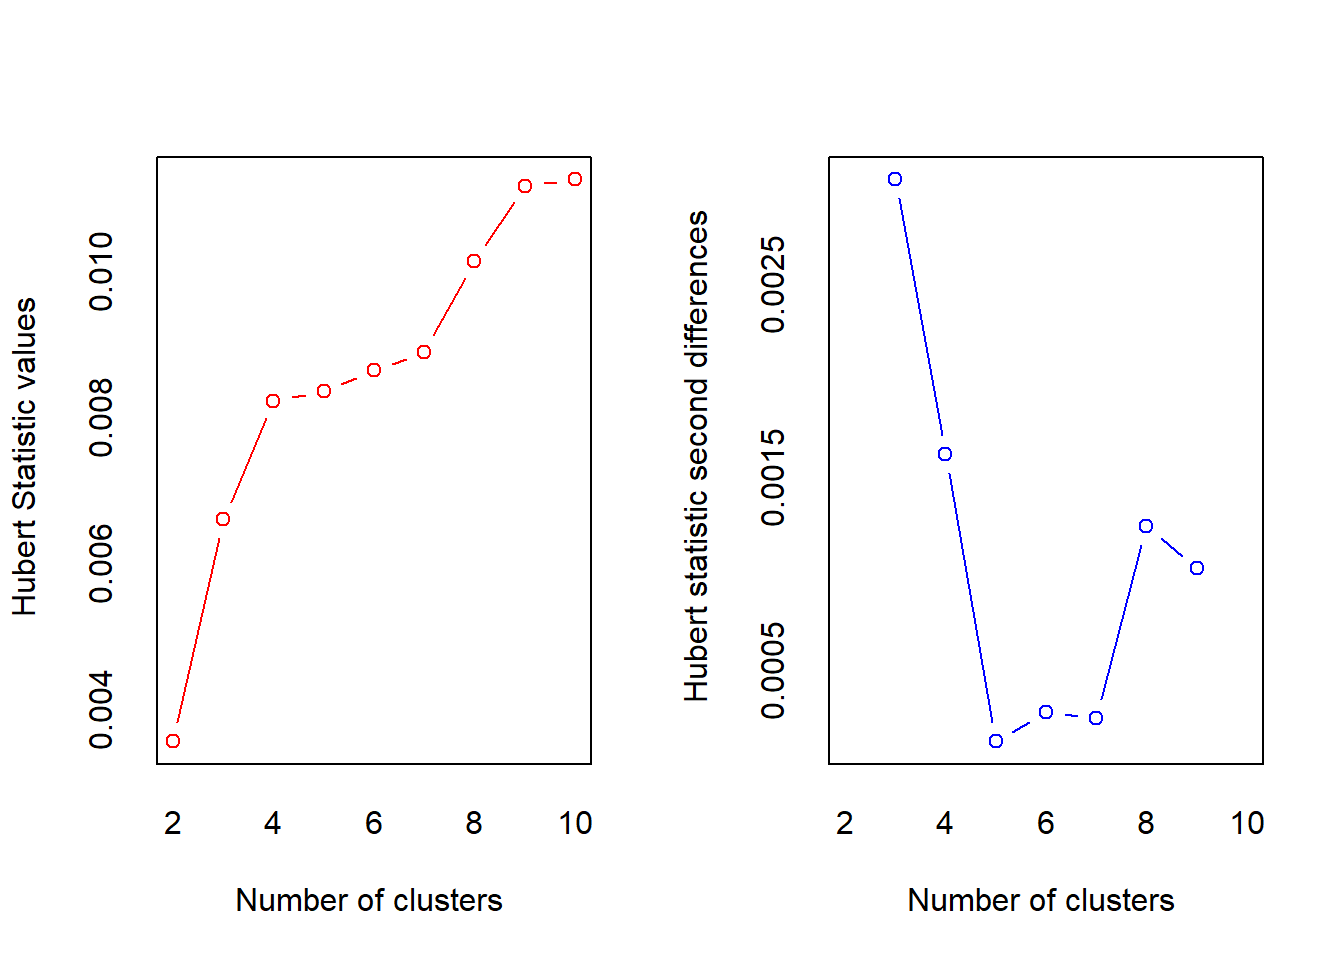 Hubert Statistic values
0.004
0.006
0.008
0.010
2 4 6 8 10
Number of clusters
Hubert statistic second differences
0.0005
0.0015
0.0025
2 4 6 8 10
Number of clusters